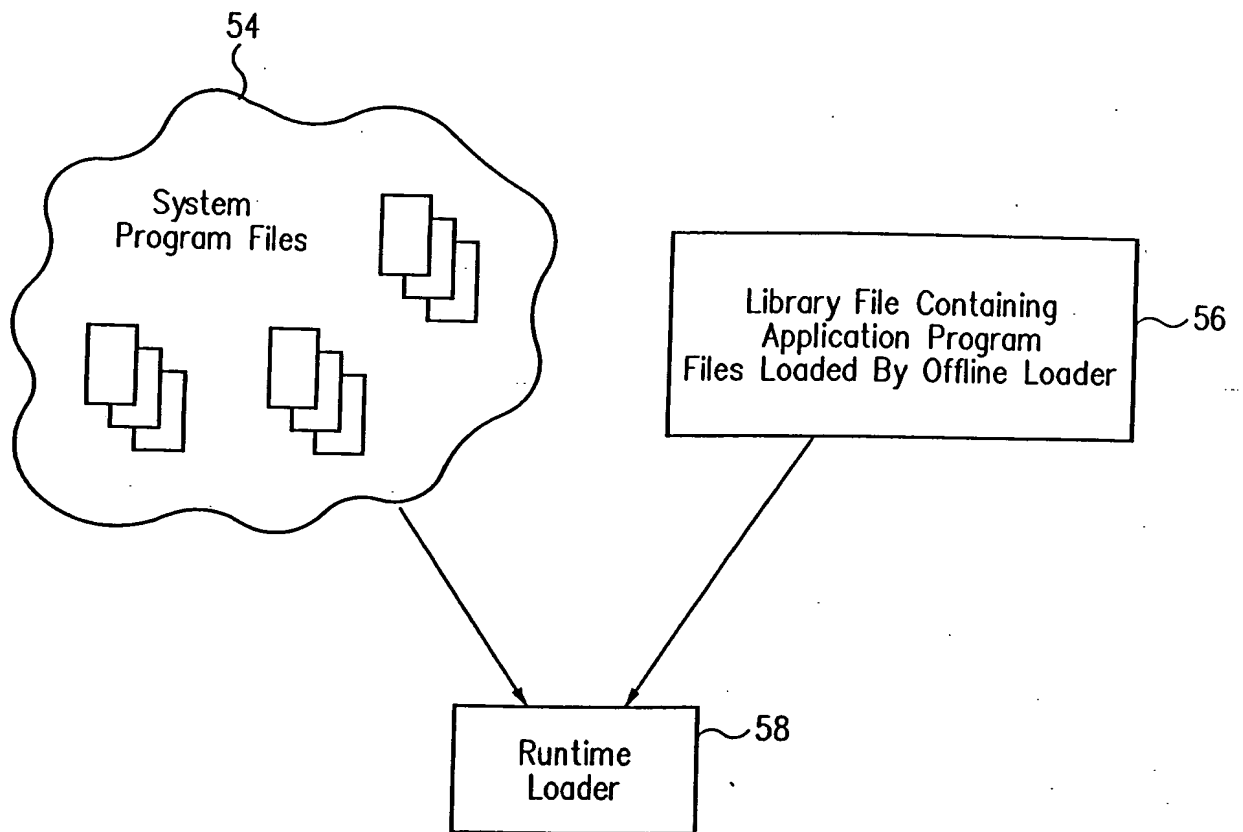 54
System
Program Files
Library File Containing
Application Program
Files Loaded By Offline Loader
56
Runtime
Loader
58